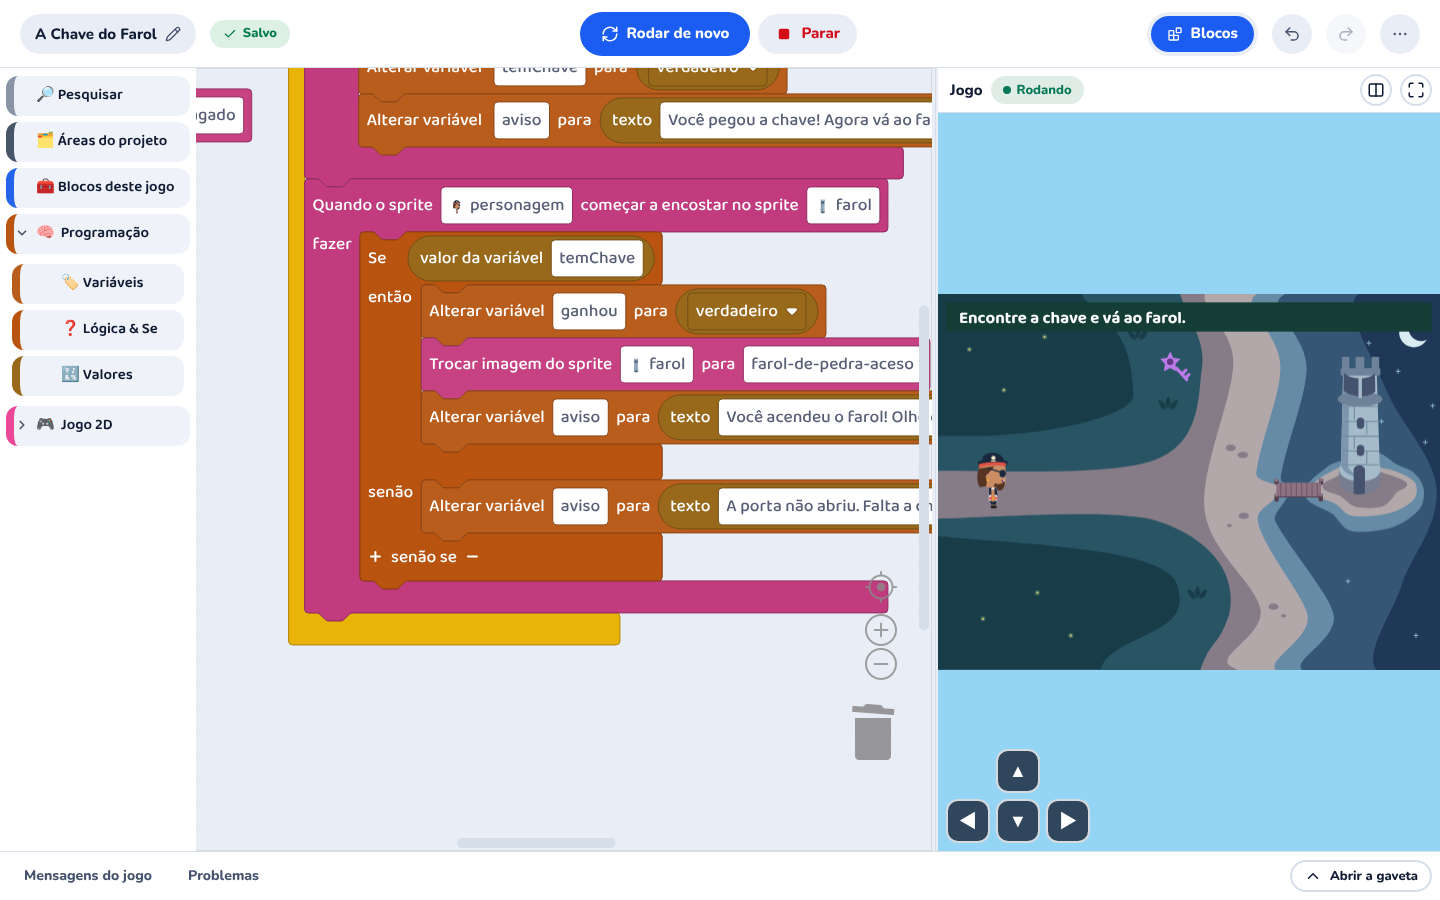 A Chave do Farol
Salvo
Rodar de novo
Parar
Blocos
Pesquisar
Áreas do projeto
Blocos deste jogo
Programação
Variáveis
Lógica & Se
Valores
Jogo 2D
gado
Alterar variável temChave para verdadeiro
Alterar variável aviso para texto Você pegou a chave! Agora vá ao fa
Quando o sprite personagem começar a encostar no sprite farol
fazer
Se valor da variável temChave
então
Alterar variável ganhou para verdadeiro
Trocar imagem do sprite farol para farol-de-pedra-aceso
Alterar variável aviso para texto Você acendeu o farol! Olh
senão
Alterar variável aviso para texto A porta não abriu. Falta a
+ senão se −
Jogo
Rodando
Encontre a chave e vá ao farol.
Mensagens do jogo
Problemas
Abrir a gaveta